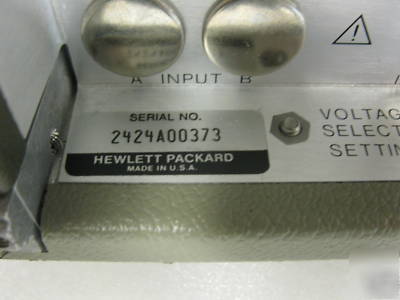 A INPUT B
SERIAL NO.
2424A00373
HEWLETT PACKARD
MADE IN U.S.A.
VOLTAG
SELECT
SETTIN